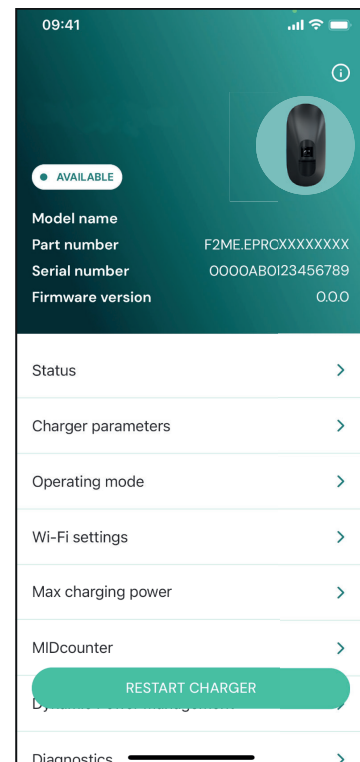 09:41
AVAILABLE
Model name
Part number F2ME.EPRCXXXXXXXX
Serial number 0000AB0123456789
Firmware version 0.0.0
Status
Charger parameters
Operating mode
Wi-Fi settings
Max charging power
MIDcounter
RESTART CHARGER
Diagnostics